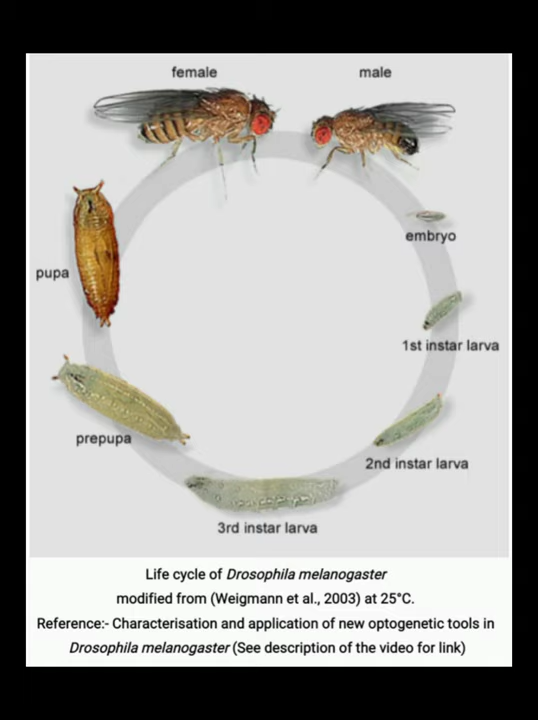 female
male
embryo
pupa
1st instar larva
prepupa
2nd instar larva
3rd instar larva
Life cycle of Drosophila melanogaster
modified from (Weigmann et al., 2003) at 25°C.
Reference:- Characterisation and application of new optogenetic tools in
Drosophila melanogaster (See description of the video for link)